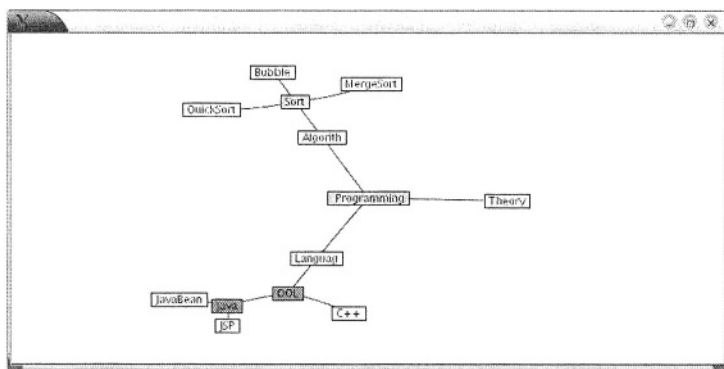 Bubble
MergeSort
Sort
QuickSort
Algorith
Programming
Theory
Languag
OOL
JavaBean
Java
JSP
C++